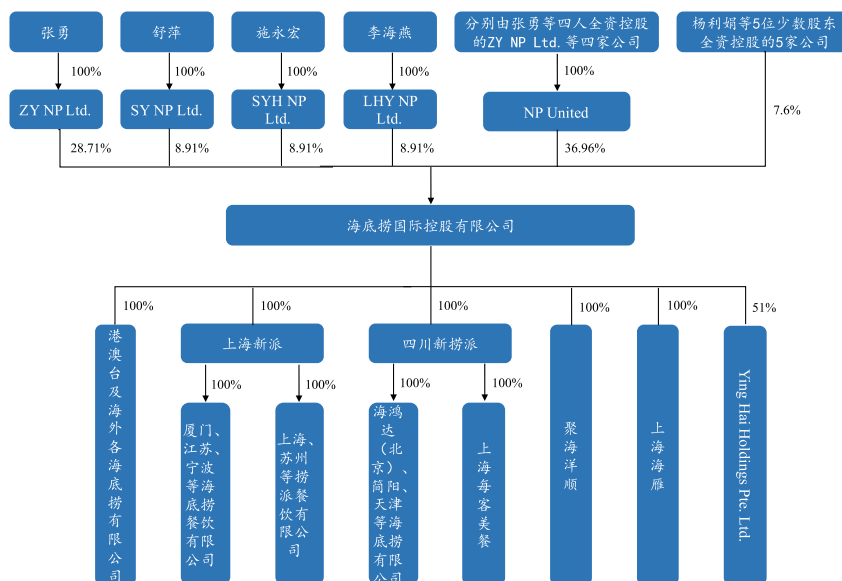 张勇
舒萍
施永宏
李海燕
分别由张勇等四人全资控股
的ZY NP Ltd.等四家公司
杨利娟等5位少数股东
全资控股的5家公司
100%
100%
100%
100%
100%
ZY NP Ltd.
SY NP Ltd.
SYH NP
Ltd.
LHY NP
Ltd.
NP United
7.6%
28.71%
8.91%
8.91%
8.91%
36.96%
海底捞国际控股有限公司
100%
100%
100%
100%
100%
51%
港澳台及海外各海底捞有限公司
上海新派
四川新捞派
聚海洋顺
上海海雁
Ying Hai Holdings Pte. Ltd.
100%
100%
100%
100%
厦门、
江苏、
宁波
等海
底捞
餐饮
有限
公司
上海、
苏州
等捞
派餐
饮有
限公
司
海鸿
达
（北
京）、
简阳、
天津
等海
底捞
有限
公司
上海每客美餐